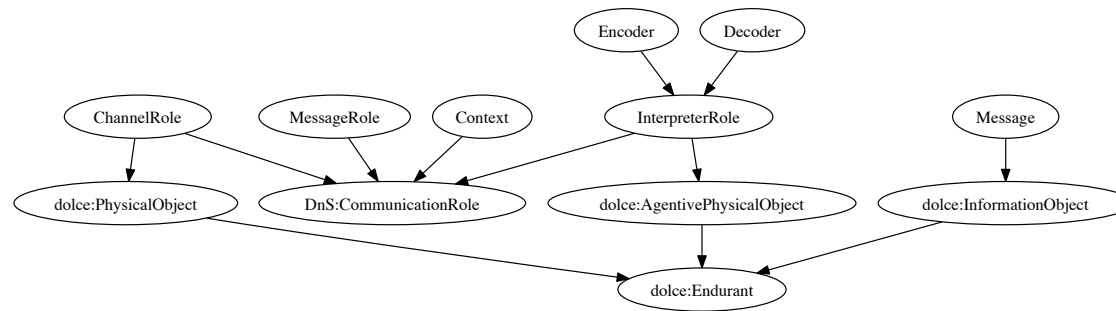 Encoder
Decoder
ChannelRole
MessageRole
Context
InterpreterRole
Message
dolce:PhysicalObject
DnS:CommunicationRole
dolce:AgentivePhysicalObject
dolce:InformationObject
dolce:Endurant